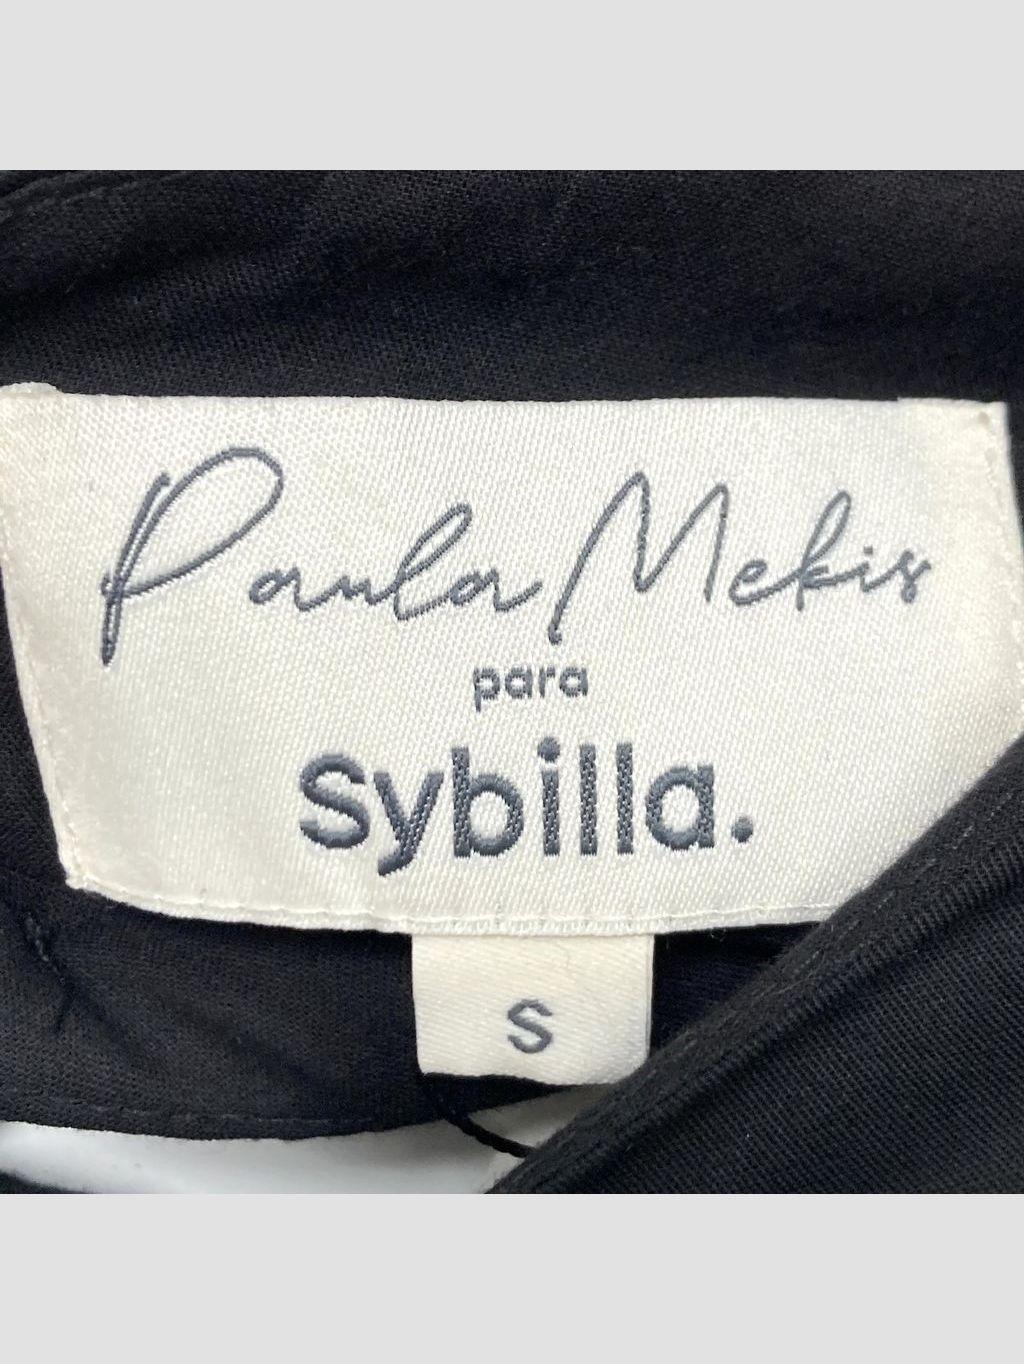 Paula Mekis
para
sybilla.
S